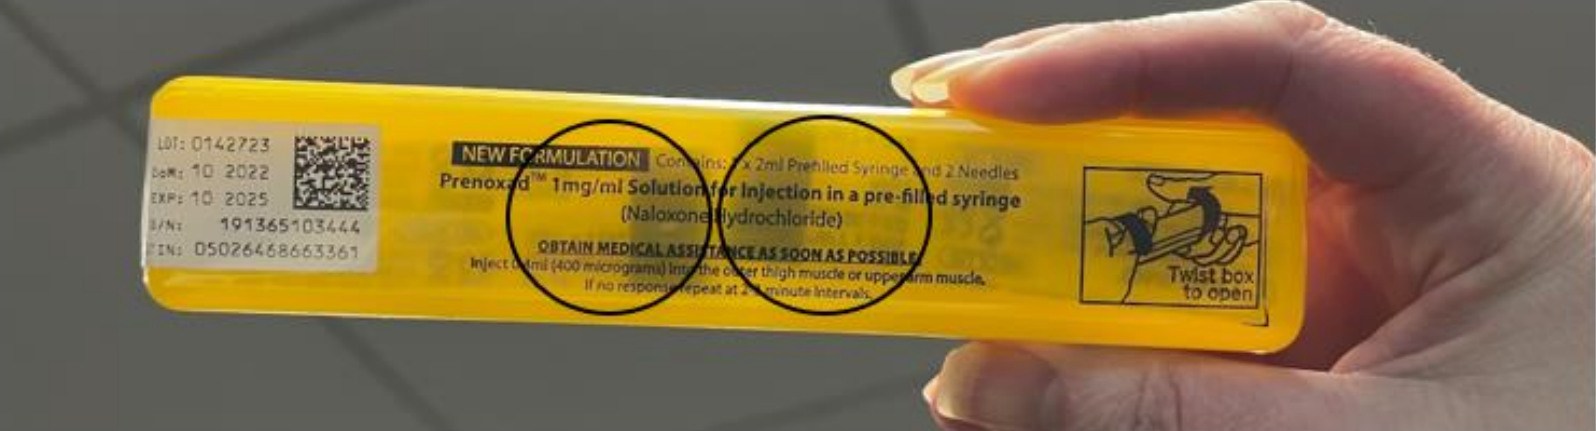 LOT: 0142723
DoM: 10 2022
EXP: 10 2025
S/N: 191365103444
TIN: 05026468663361
NEW FORMULATION Contains: 1 x 2ml Prefilled Syringe and 2 Needles
Prenoxad™ 1mg/ml Solution for Injection in a pre-filled syringe
(Naloxone Hydrochloride)
OBTAIN MEDICAL ASSISTANCE AS SOON AS POSSIBLE
Inject 0.4ml (400 micrograms) into the outer thigh muscle or upper arm muscle.
If no response repeat at 2-3 minute intervals.
Twist box
to open